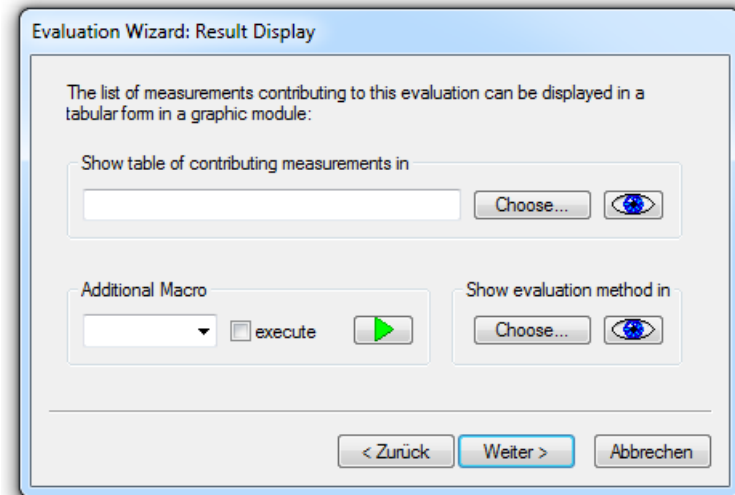 Evaluation Wizard: Result Display
The list of measurements contributing to this evaluation can be displayed in a
tabular form in a graphic module:
Show table of contributing measurements in
Choose...
Additional Macro
Show evaluation method in
execute
Choose...
< Zurück
Weiter >
Abbrechen